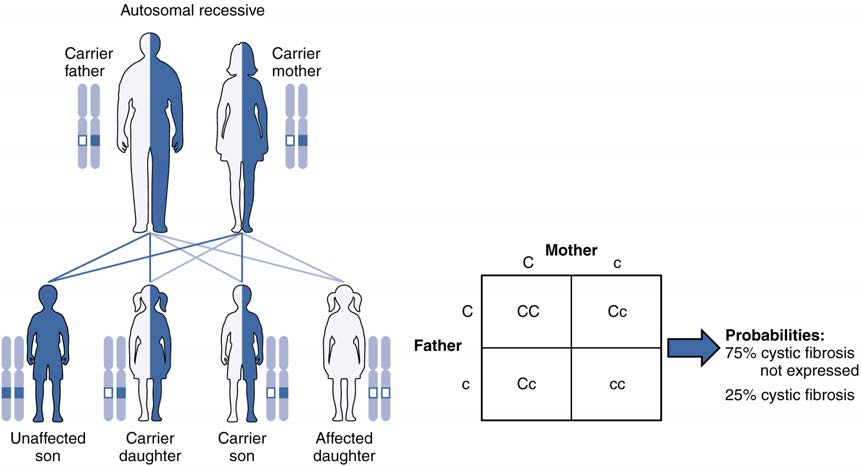 Autosomal recessive
Carrier
father
Carrier
mother
Unaffected
son
Carrier
daughter
Carrier
son
Affected
daughter
Mother
C c
Father
C CC Cc
c Cc cc
Probabilities:
75% cystic fibrosis
not expressed
25% cystic fibrosis